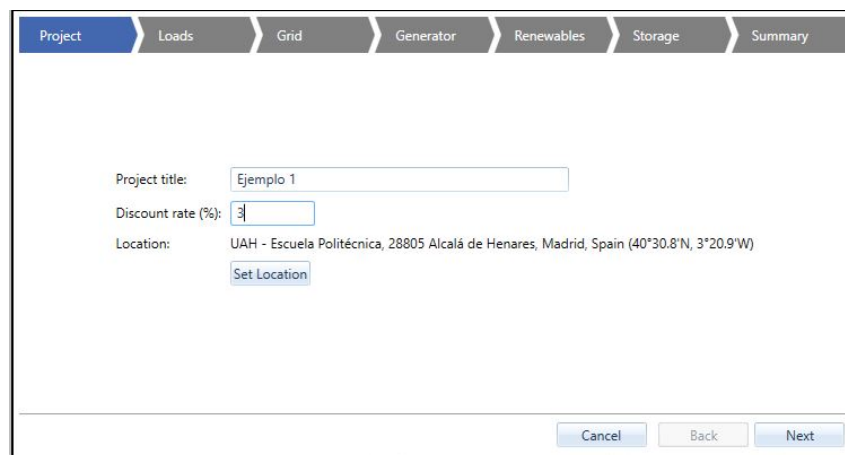 Project Loads Grid Generator Renewables Storage Summary
Project title: Ejemplo 1
Discount rate (%): 3
Location: UAH - Escuela Politécnica, 28805 Alcalá de Henares, Madrid, Spain (40°30.8'N, 3°20.9'W)
Set Location
Cancel Back Next